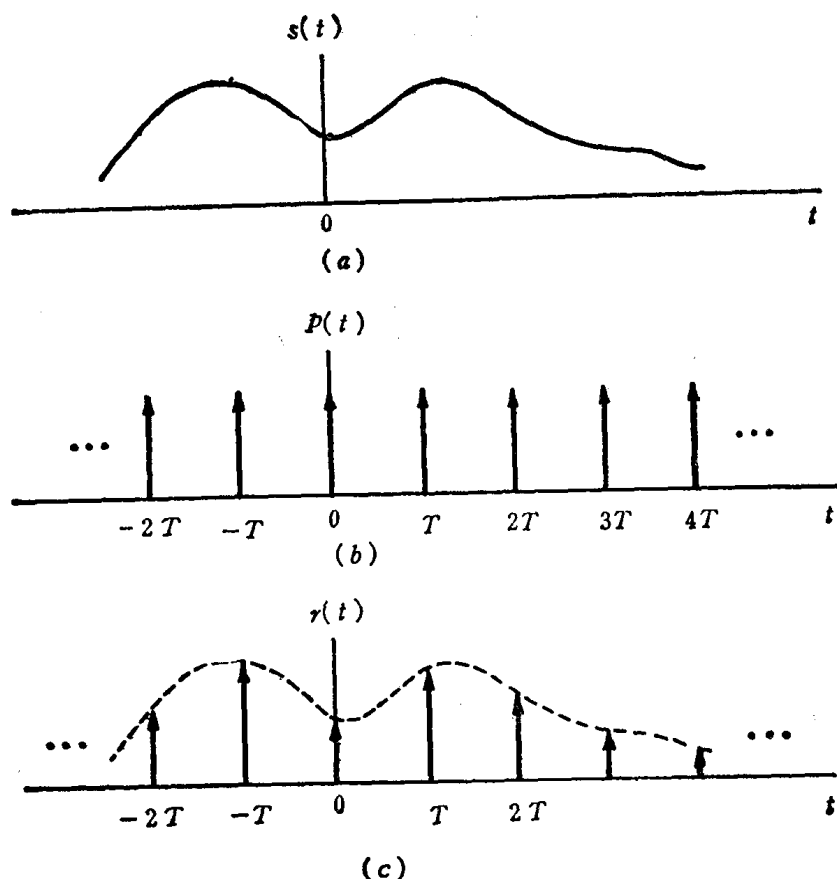 s(t)
0 t
(a)
P(t)
... ...
-2T -T 0 T 2T 3T 4T t
(b)
r(t)
... ...
-2T -T 0 T 2T t
(c)